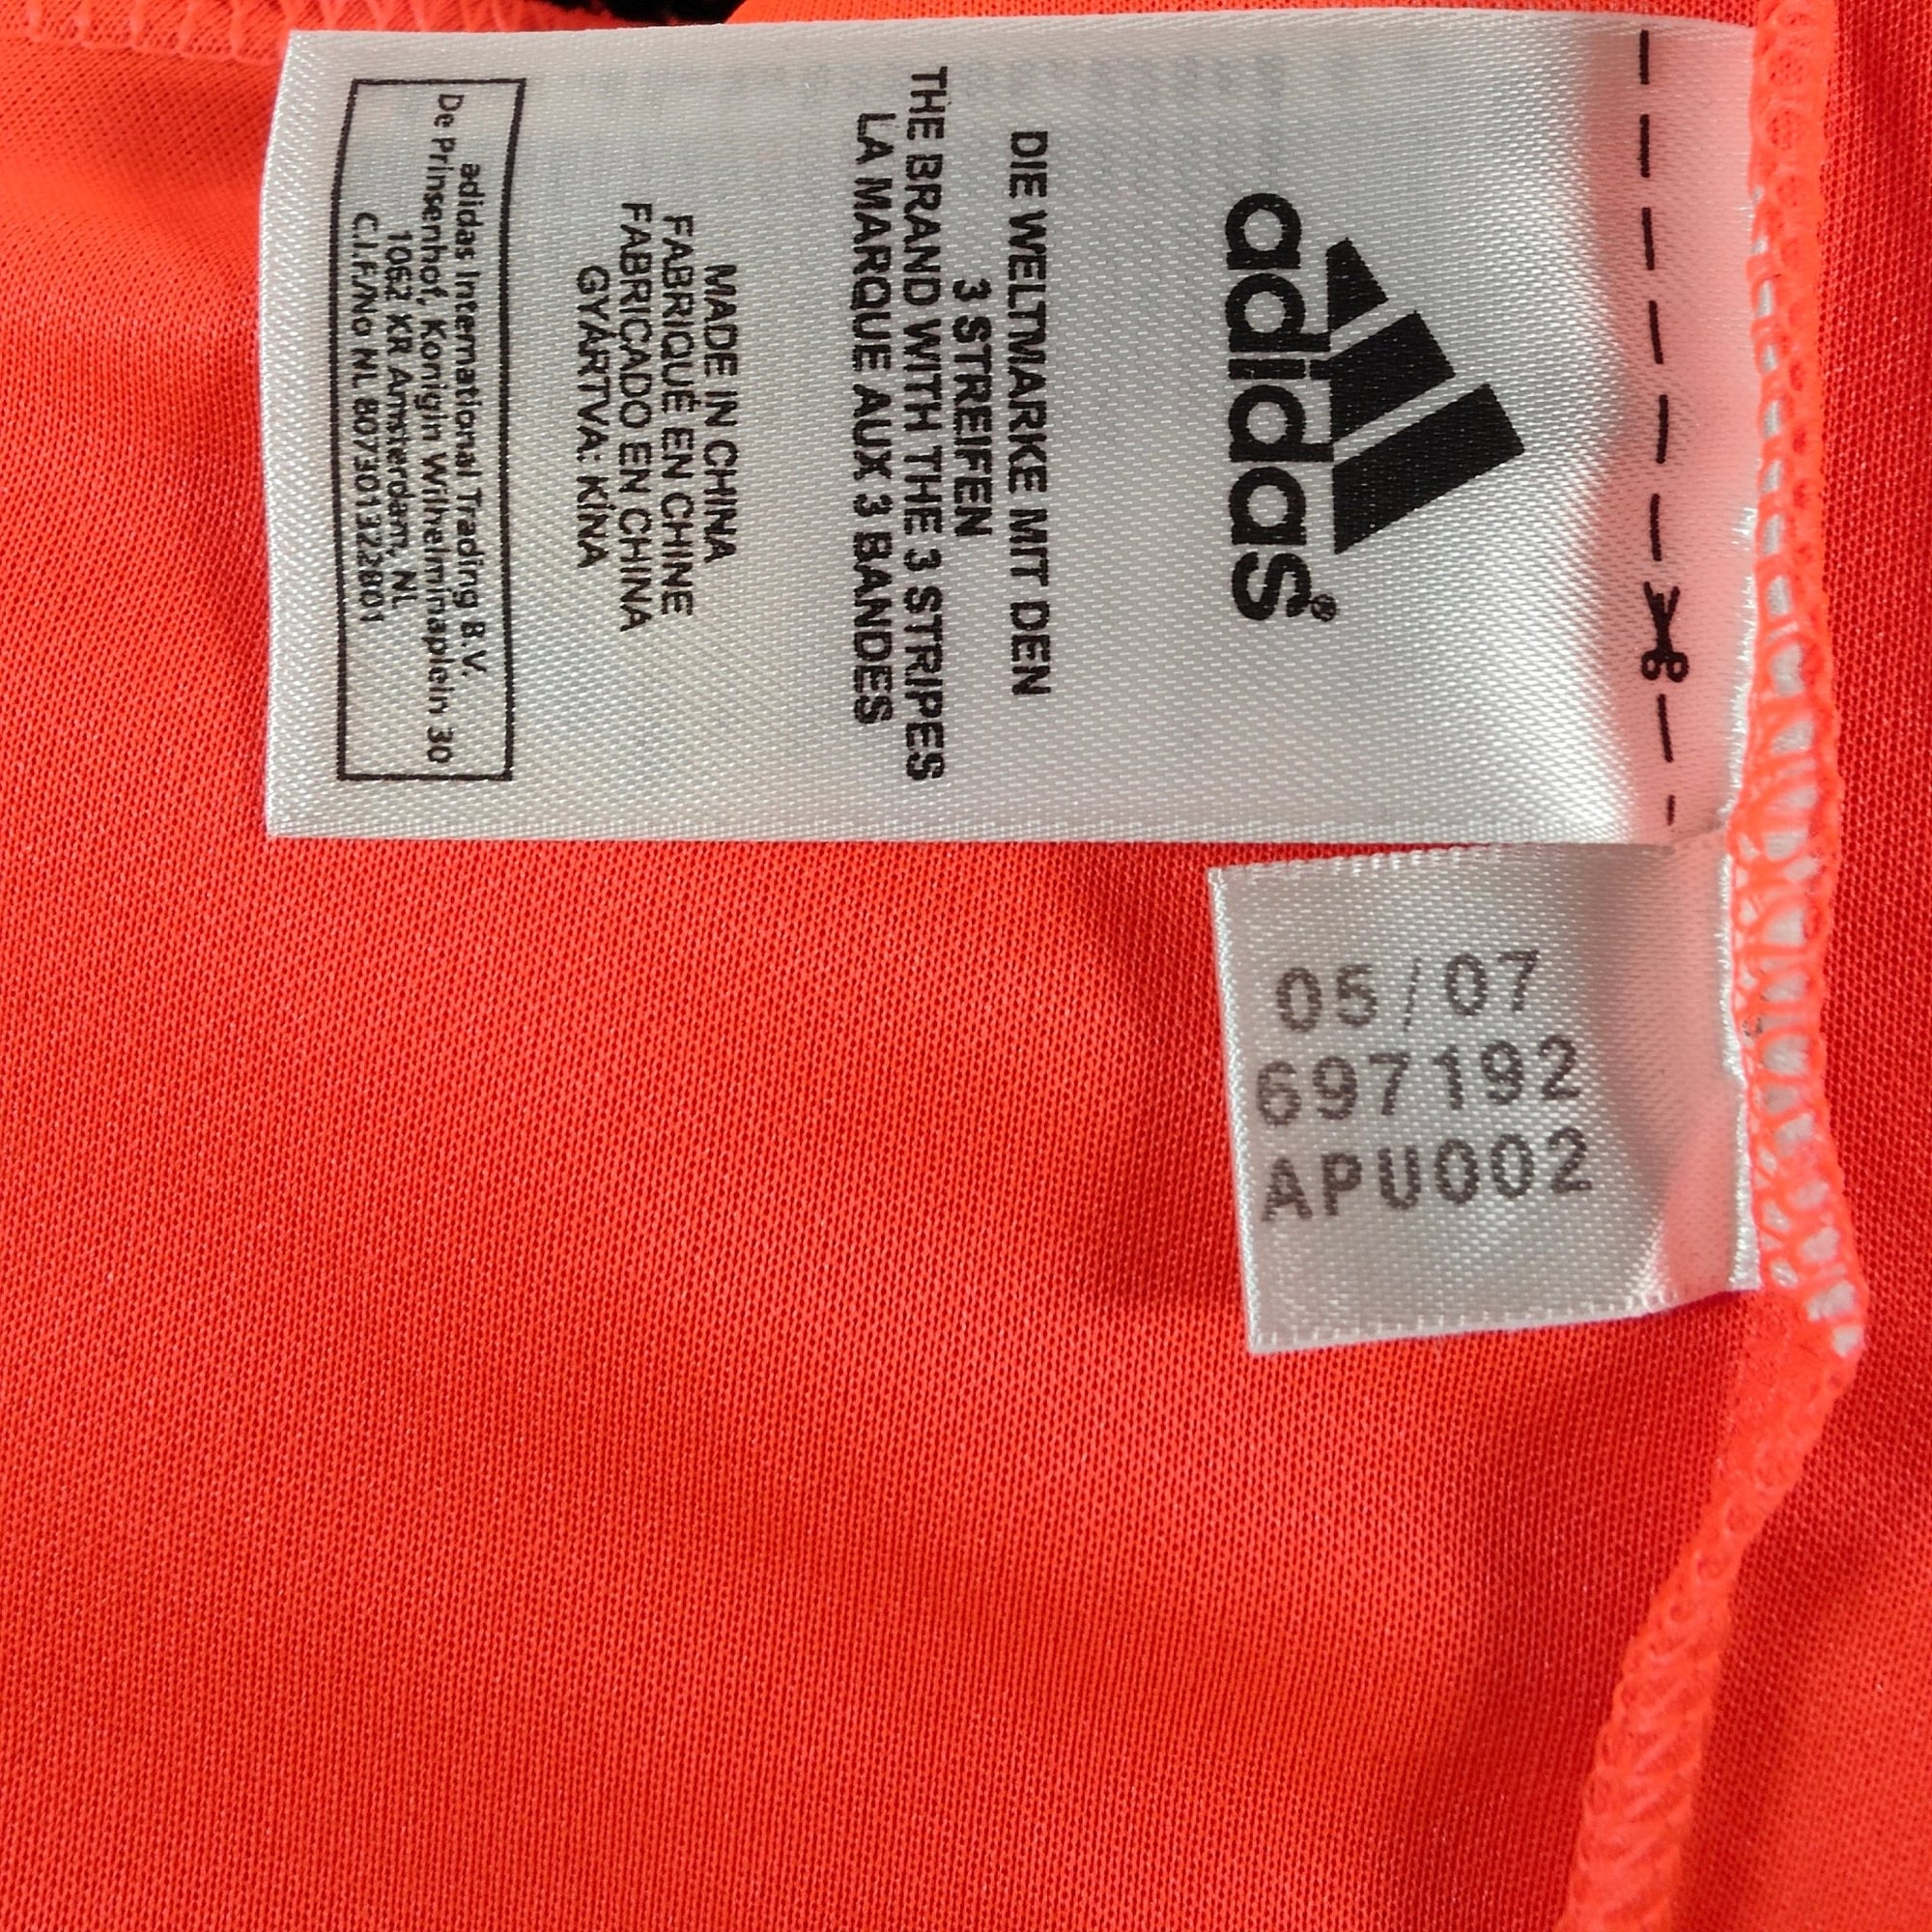 adidas®
DIE WELTMARKE MIT DEN
3 STREIFEN
THE BRAND WITH THE 3 STRIPES
LA MARQUE AUX 3 BANDES
MADE IN CHINA
FABRIQUÉ EN CHINE
FABRICADO EN CHINA
GYÁRTVA: KÍNA
adidas International Trading B.V.
De Prinsenhof, Konigin Wilhelminaplein 30
1062 XR Amsterdam, NL
C.I.F/No NL 807301322B01
05/07
697192
APU002